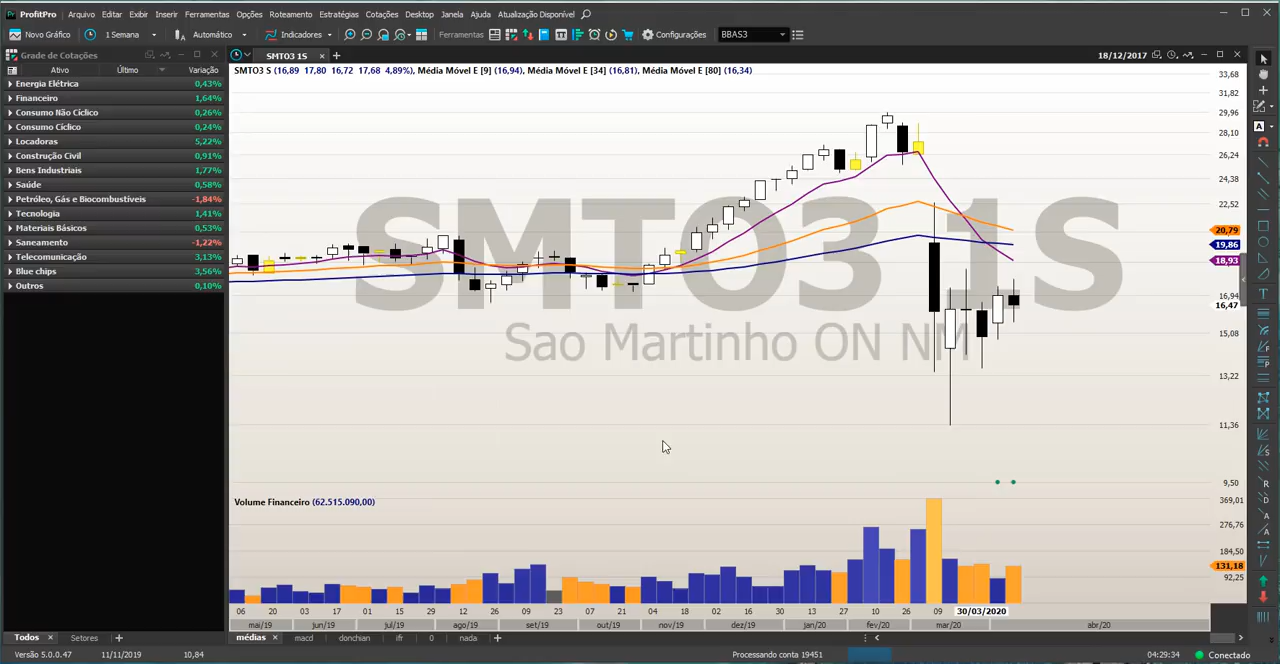 ProfitPro Arquivo Editar Exibir Inserir Ferramentas Opções Roteamento Estratégias Cotações Desktop Janela Ajuda Atualização Disponível
Novo Gráfico 1 Semana Automático Indicadores Ferramentas Configurações BBAS3
Grade de Cotações
SMTO3 1S
18/12/2017
Ativo Último Variação
Energia Elétrica 0,43%
Financeiro 1,64%
Consumo Não Cíclico 0,26%
Consumo Cíclico 0,24%
Locadoras 5,22%
Construção Civil 0,91%
Bens Industriais 1,77%
Saúde 0,58%
Petróleo, Gás e Biocombustíveis -1,84%
Tecnologia 1,41%
Materiais Básicos 0,53%
Saneamento -1,22%
Telecomunicação 3,13%
Blue chips 3,56%
Outros 0,10%
SMTO3 S (16,89 17,80 16,72 17,68 4,89%), Média Móvel E [9] (16,94), Média Móvel E [34] (16,81), Média Móvel E [80] (16,34)
SMTO3 1S
Sao Martinho ON NM
33,68
31,82
29,96
28,10
26,24
24,38
22,52
20,79
19,86
18,93
16,94
16,47
15,08
13,22
11,36
9,50
Volume Financeiro (62.515.090,00)
369,01
276,76
184,50
131,18
92,25
06 20 03 17 01 15 29 12 26 09 23 07 21 04 18 02 16 30 13 27 10 26 09 30/03/2020
mai/19 jun/19 jul/19 ago/19 set/19 out/19 nov/19 dez/19 jan/20 fev/20 mar/20 abr/20
Todos Setores
médias macd donchian ifr 0 nada
Versão 5.0.0.47 11/11/2019 10,84 Processando conta 19451 04:29:34 Conectado